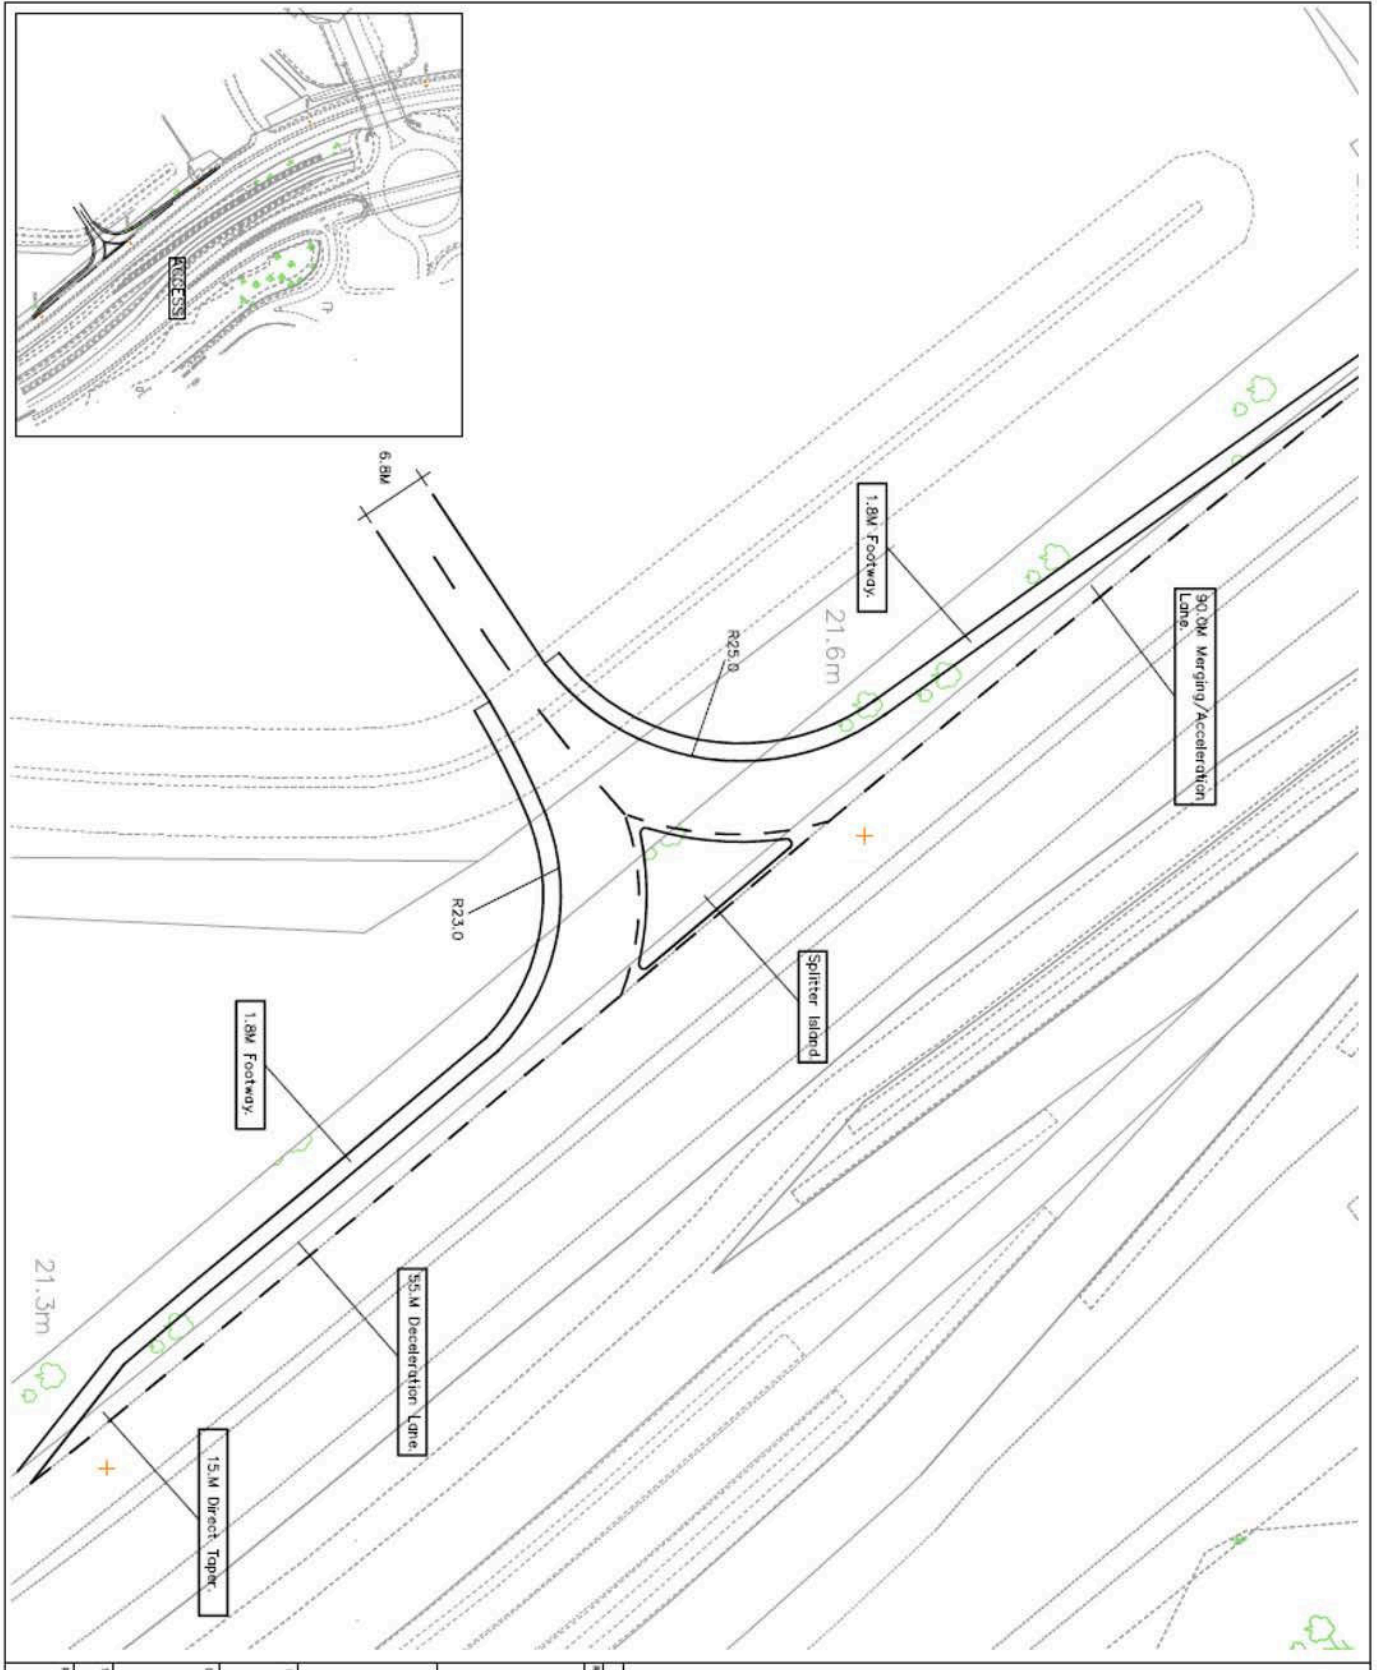 ACCESS
6.8M
1.8M Footway.
90.0M Merging/Acceleration
Lane.
21.6m
R25.0
R23.0
Splitter Island
1.8M Footway.
55.M Deceleration Lane.
21.3m
15.M Direct Taper.